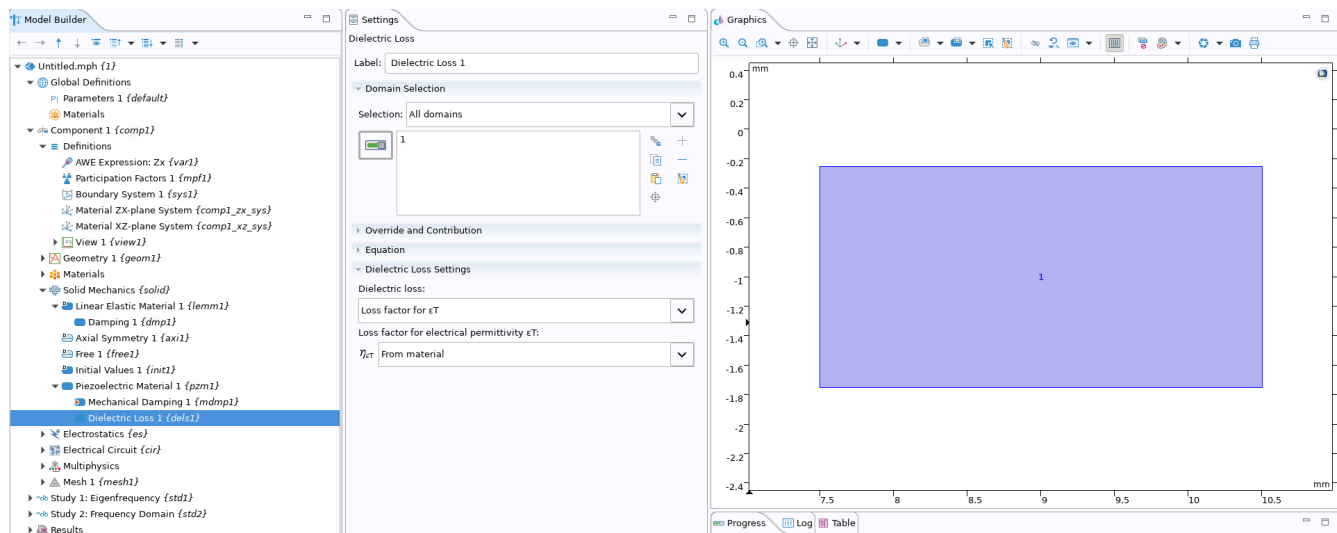 Model Builder
Untitled.mph {1}
Global Definitions
Pi Parameters 1 {default}
Materials
Component 1 {comp1}
Definitions
AWE Expression: Zx {var1}
Participation Factors 1 {mpf1}
Boundary System 1 {sys1}
Material ZX-plane System {comp1_zx_sys}
Material XZ-plane System {comp1_xz_sys}
View 1 {view1}
Geometry 1 {geom1}
Materials
Solid Mechanics {solid}
Linear Elastic Material 1 {lemm1}
Damping 1 {dmp1}
Axial Symmetry 1 {axi1}
Free 1 {free1}
Initial Values 1 {init1}
Piezoelectric Material 1 {pzm1}
Mechanical Damping 1 {mdmp1}
Dielectric Loss 1 {dels1}
Electrostatics {es}
Electrical Circuit {cir}
Multiphysics
Mesh 1 {mesh1}
Study 1: Eigenfrequency {std1}
Study 2: Frequency Domain {std2}
Results
Settings
Dielectric Loss
Label: Dielectric Loss 1
Domain Selection
Selection: All domains
1
Override and Contribution
Equation
Dielectric Loss Settings
Dielectric loss:
Loss factor for εT
Loss factor for electrical permittivity εT:
ηεT From material
Graphics
mm
0.4
0.2
0
-0.2
-0.4
-0.6
-0.8
-1
-1.2
-1.4
-1.6
-1.8
-2
-2.2
-2.4
1
mm
7.5 8 8.5 9 9.5 10 10.5
Progress Log Table